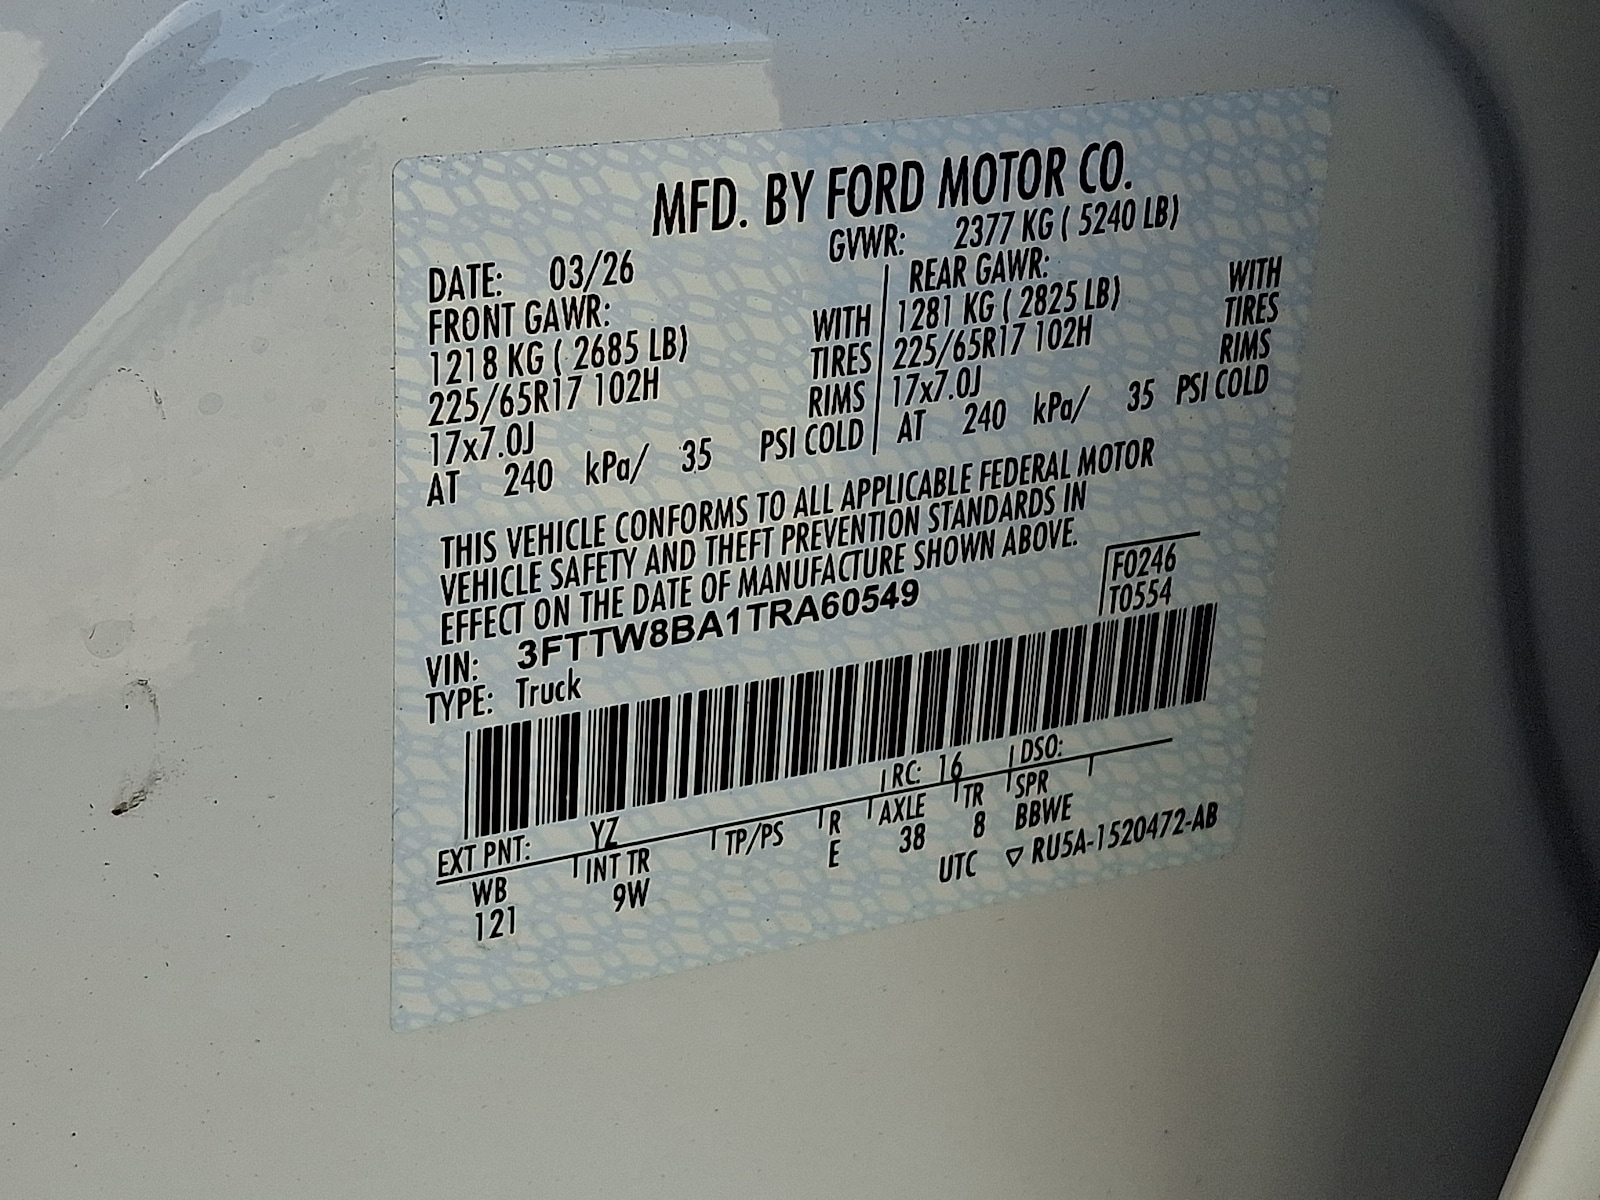 MFD. BY FORD MOTOR CO.
DATE: 03/26 GVWR: 2377 KG ( 5240 LB)
FRONT GAWR: REAR GAWR:
1218 KG ( 2685 LB) WITH 1281 KG ( 2825 LB) WITH
225/65R17 102H TIRES 225/65R17 102H TIRES
17x7.0J RIMS 17x7.0J RIMS
AT 240 kPa/ 35 PSI COLD AT 240 kPa/ 35 PSI COLD
THIS VEHICLE CONFORMS TO ALL APPLICABLE FEDERAL MOTOR
VEHICLE SAFETY AND THEFT PREVENTION STANDARDS IN
EFFECT ON THE DATE OF MANUFACTURE SHOWN ABOVE.
F0246
VIN: 3FTTW8BA1TRA60549 T0554
TYPE: Truck
EXT PNT: YZ RC: 16 DSO:
WB INT TR TP/PS R AXLE TR SPR
121 9W E 38 8 BBWE
UTC ▽ RU5A-1520472-AB